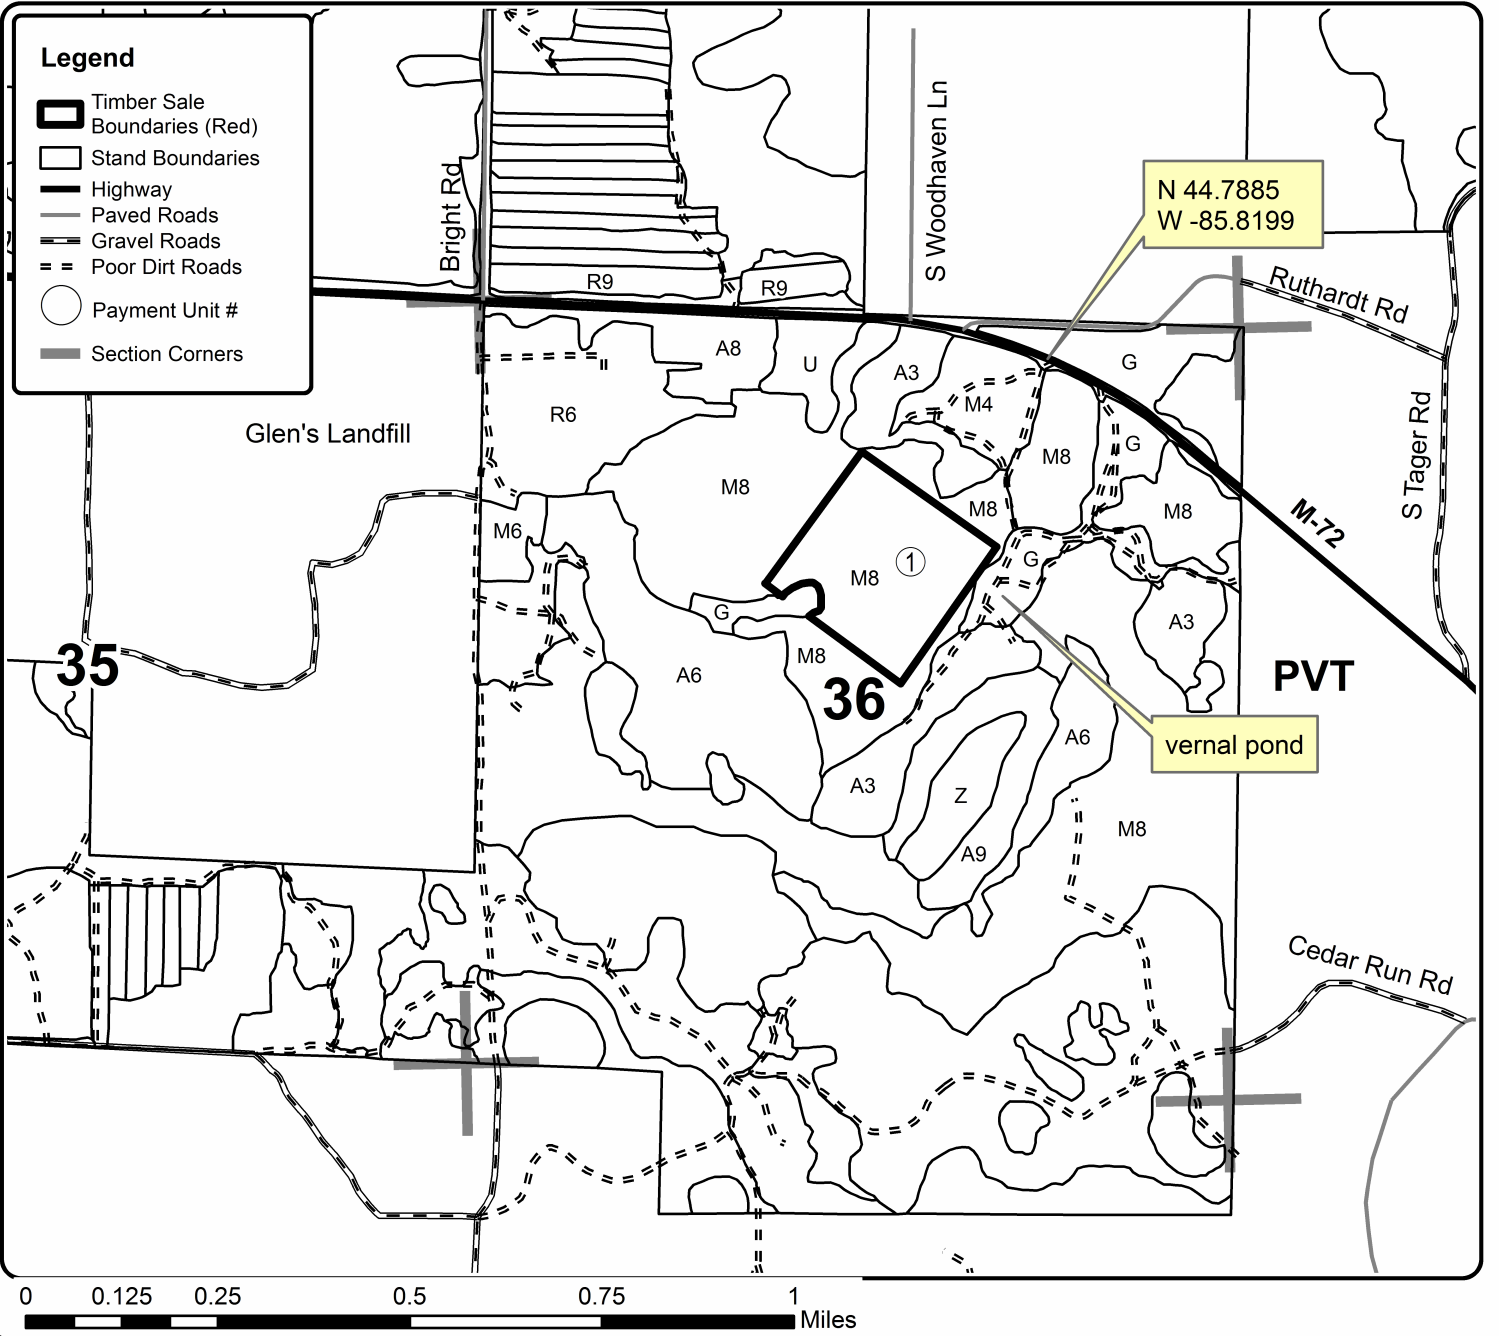 Legend
Timber Sale
Boundaries (Red)
Stand Boundaries
Highway
Paved Roads
Gravel Roads
Poor Dirt Roads
Payment Unit #
Section Corners
Bright Rd
S Woodhaven Ln
N 44.7885
W -85.8199
Ruthardt Rd
S Tager Rd
M-72
R9
R9
A8
U
A3
G
M4
R6
Glen's Landfill
M8
M8
G
M8
M8
M6
M8
1
G
G
A3
35
A6
M8
36
PVT
vernal pond
A6
A3
Z
A9
M8
Cedar Run Rd
0 0.125 0.25 0.5 0.75 1
Miles